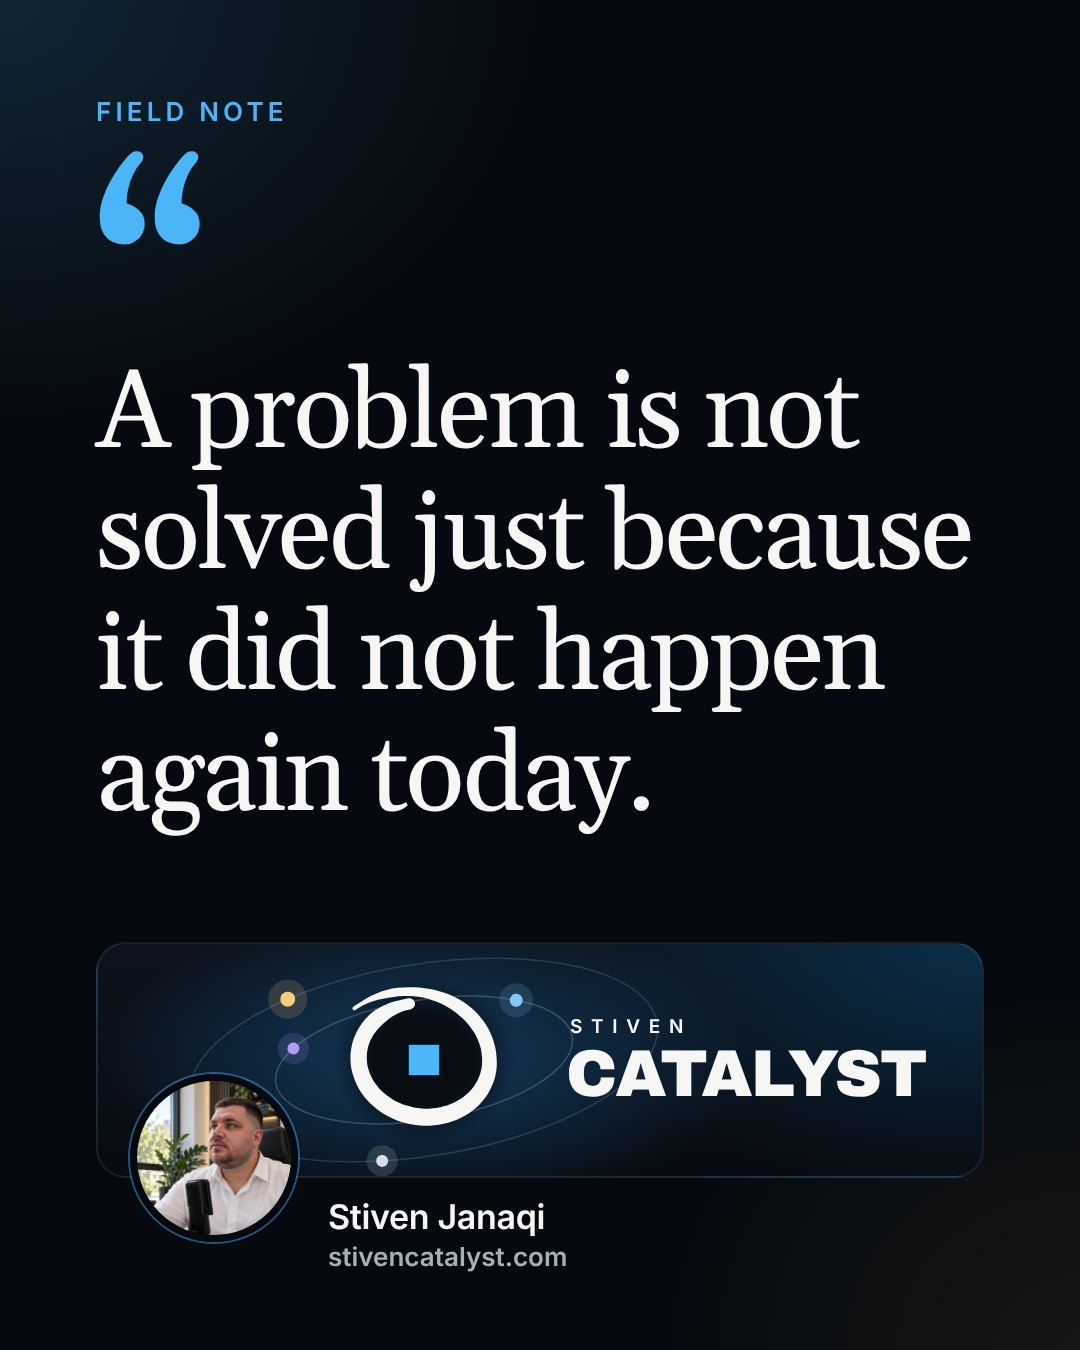 FIELD NOTE
“
A problem is not
solved just because
it did not happen
again today.
STIVEN
CATALYST
Stiven Janaqi
stivencatalyst.com